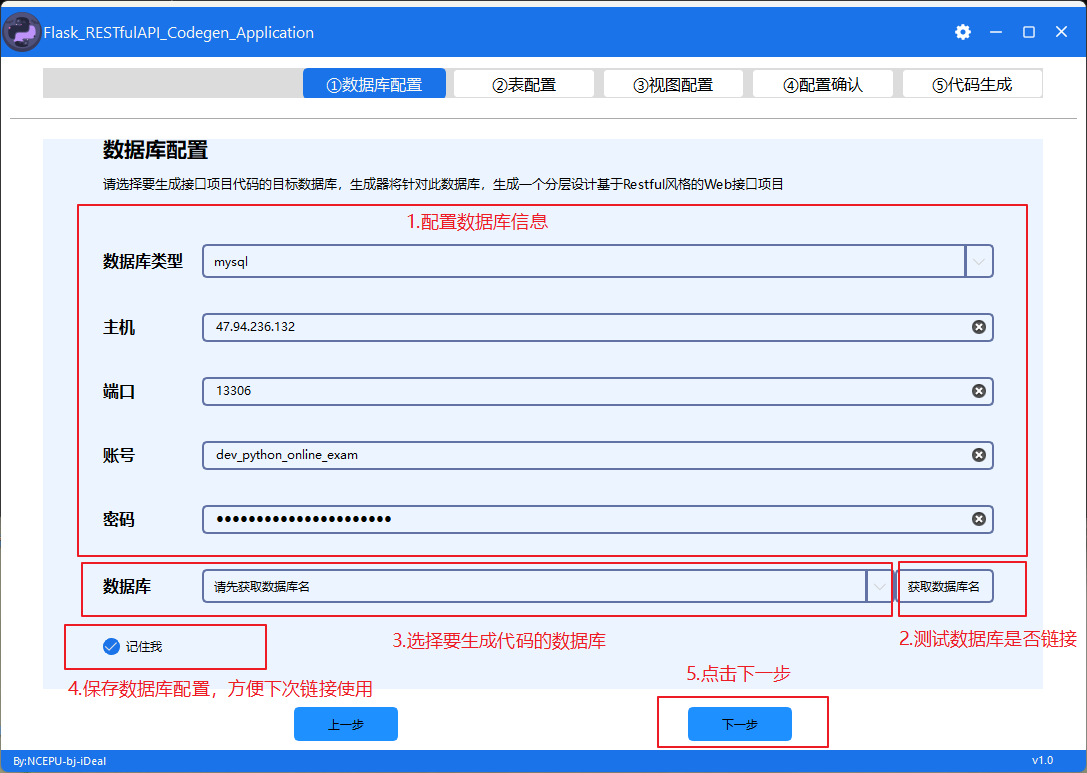 Flask_RESTfulAPI_Codegen_Application
①数据库配置 ②表配置 ③视图配置 ④配置确认 ⑤代码生成
数据库配置
请选择要生成接口项目代码的目标数据库，生成器将针对此数据库，生成一个分层设计基于Restful风格的Web接口项目
1.配置数据库信息
数据库类型 mysql
主机 47.94.236.132
端口 13306
账号 dev_python_online_exam
密码 ●●●●●●●●●●●●●●●●●●●●●●
数据库 请先获取数据库名 获取数据库名
2.测试数据库是否链接
3.选择要生成代码的数据库
记住我
4.保存数据库配置，方便下次链接使用
5.点击下一步
上一步 下一步
By:NCEPU-bj-iDeal v1.0